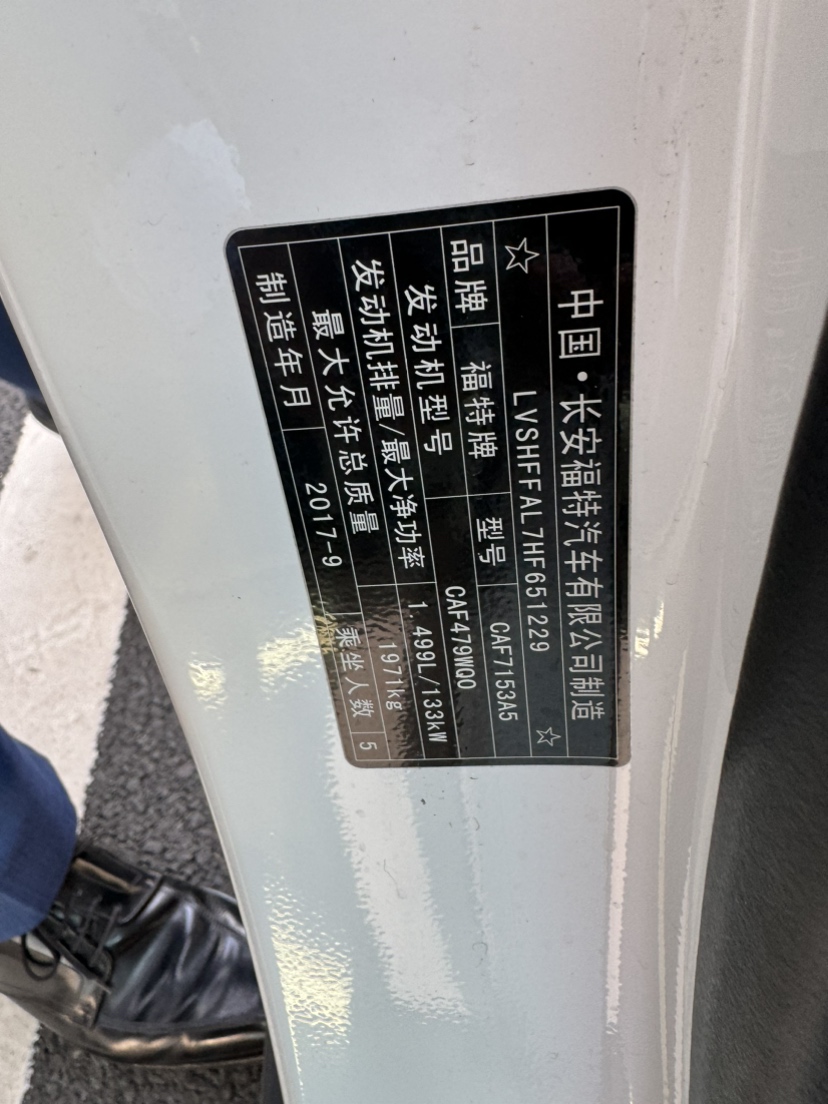 中国·长安福特汽车有限公司制造
☆ LVSHFFAL7HF651229 ☆
品牌 福特牌 型号 CAF7153A5
发动机型号 CAF479WQ0
发动机排量/最大净功率 1.499L/133kW
最大允许总质量 1971kg
制造年月 2017-9 乘坐人数 5